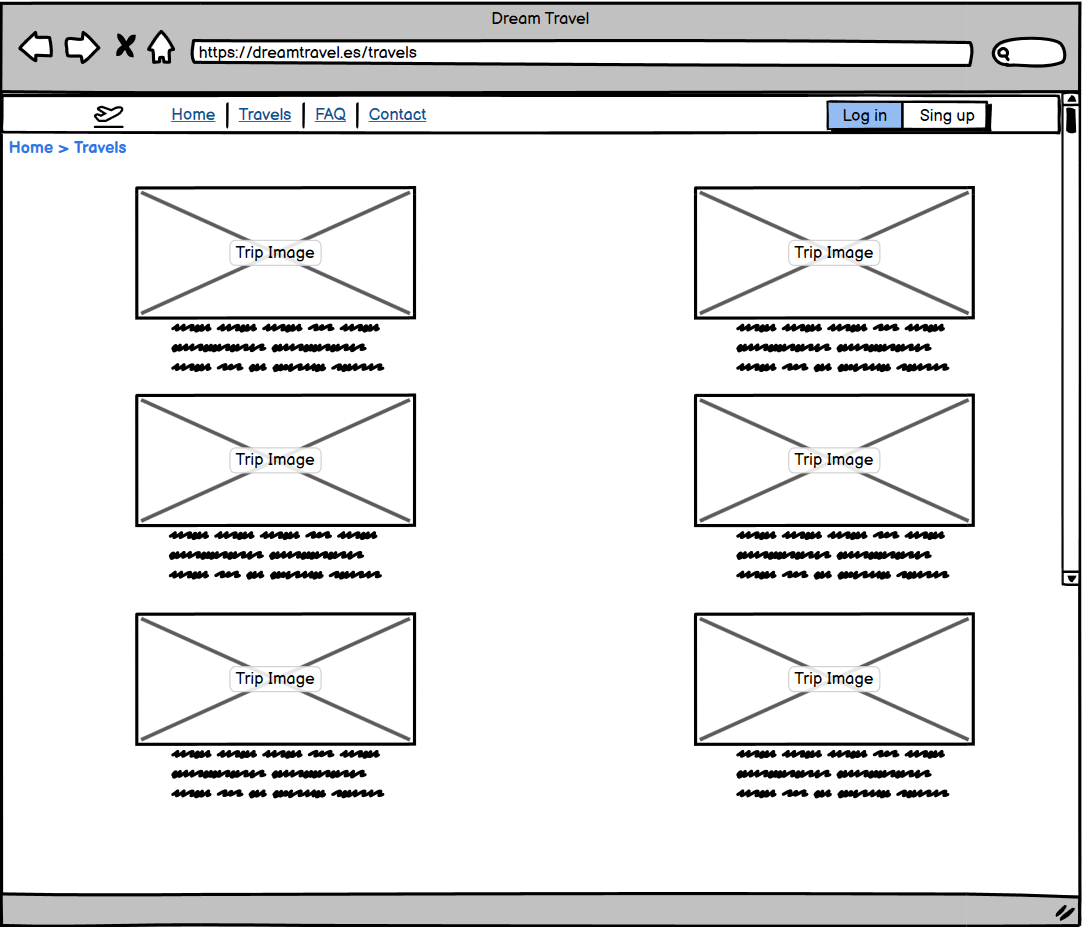 Dream Travel
https://dreamtravel.es/travels
Home Travels FAQ Contact Log in Sing up
Home > Travels
Trip Image Trip Image
Trip Image Trip Image
Trip Image Trip Image